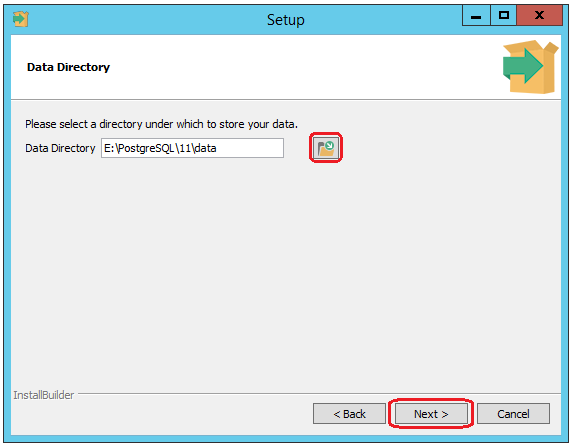 Setup
Data Directory
Please select a directory under which to store your data.
Data Directory E:\PostgreSQL\11\data
InstallBuilder
< Back Next > Cancel